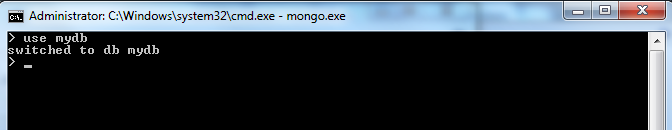 Administrator: C:\Windows\system32\cmd.exe - mongo.exe
> use mydb
switched to db mydb
> _